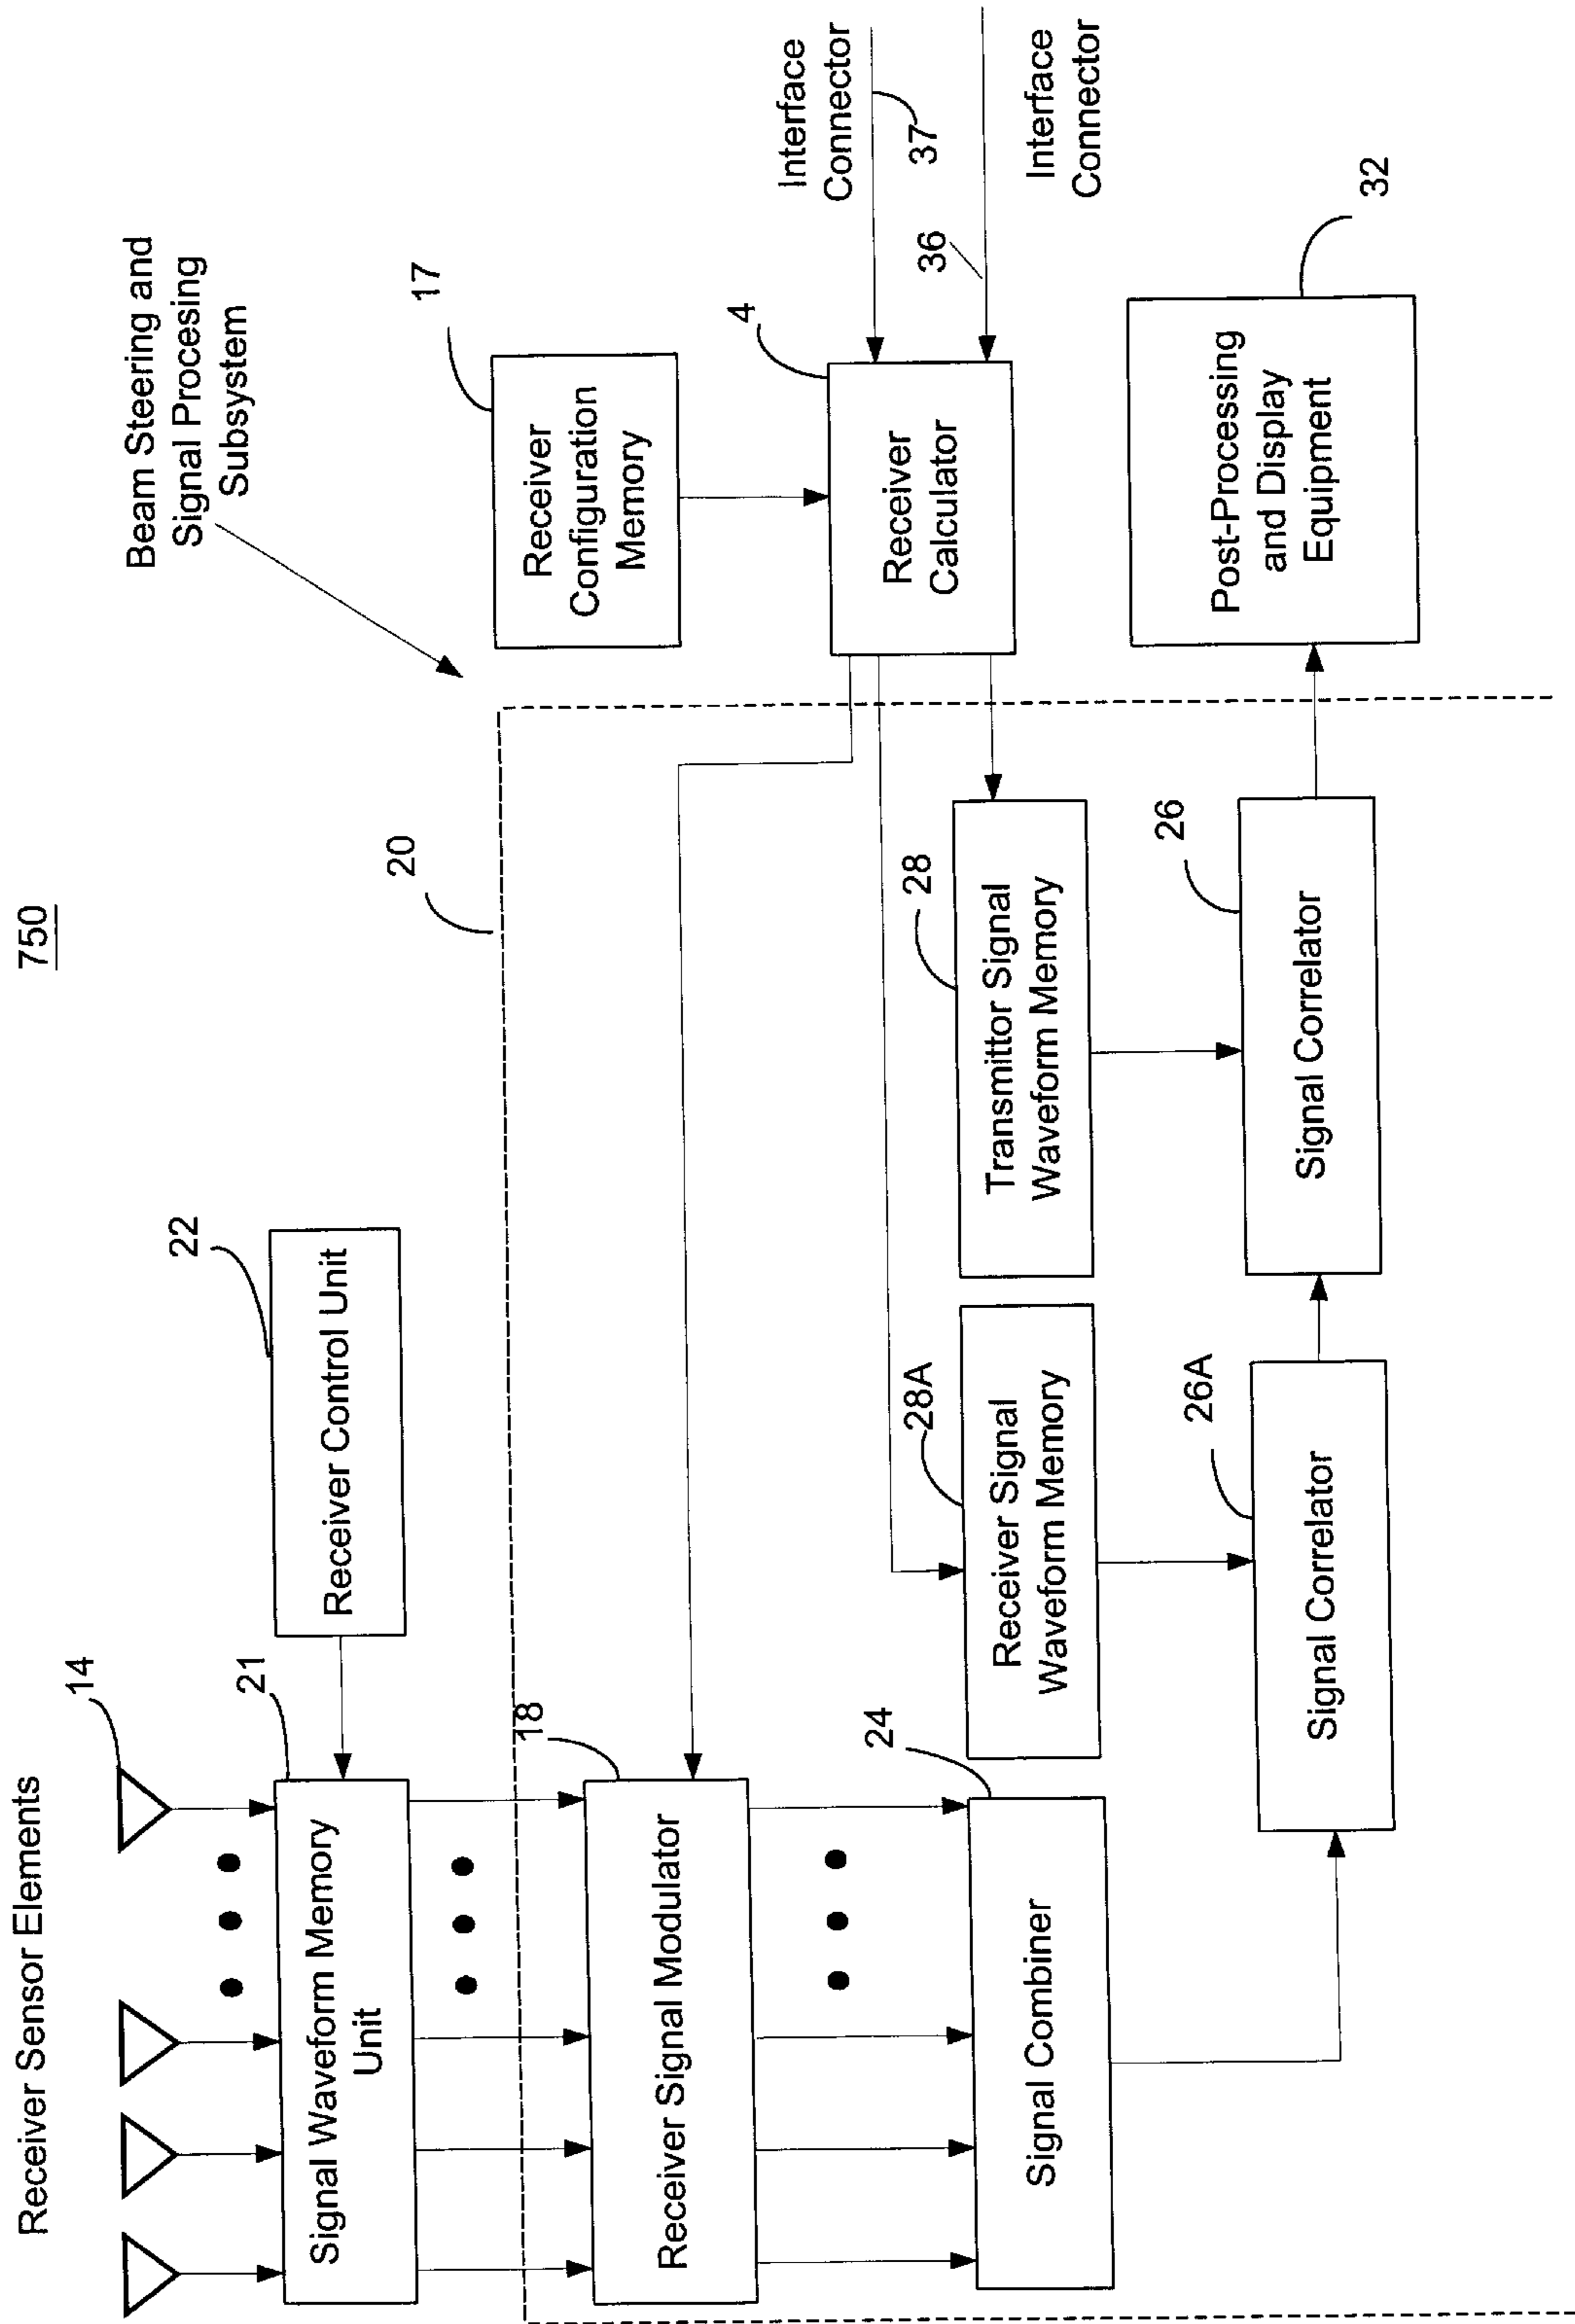 750
Receiver Sensor Elements
14
Beam Steering and
Signal Procesing
Subsystem
22
Receiver Control Unit
21
Signal Waveform Memory
Unit
20
17
Receiver
Configuration
Memory
18
Receiver Signal Modulator
4
Receiver
Calculator
Interface
Connector
37
36
Interface
Connector
24
Signal Combiner
28A
Receiver Signal
Waveform Memory
28
Transmittor Signal
Waveform Memory
26A
Signal Correlator
26
Signal Correlator
32
Post-Processing
and Display
Equipment